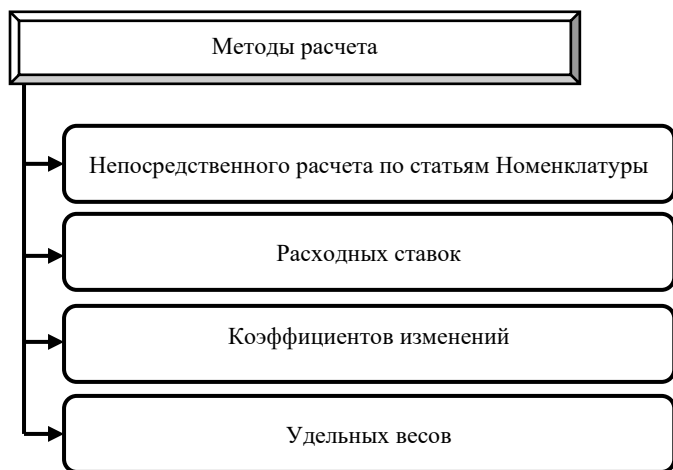 Методы расчета
Непосредственного расчета по статьям Номенклатуры
Расходных ставок
Коэффициентов изменений
Удельных весов